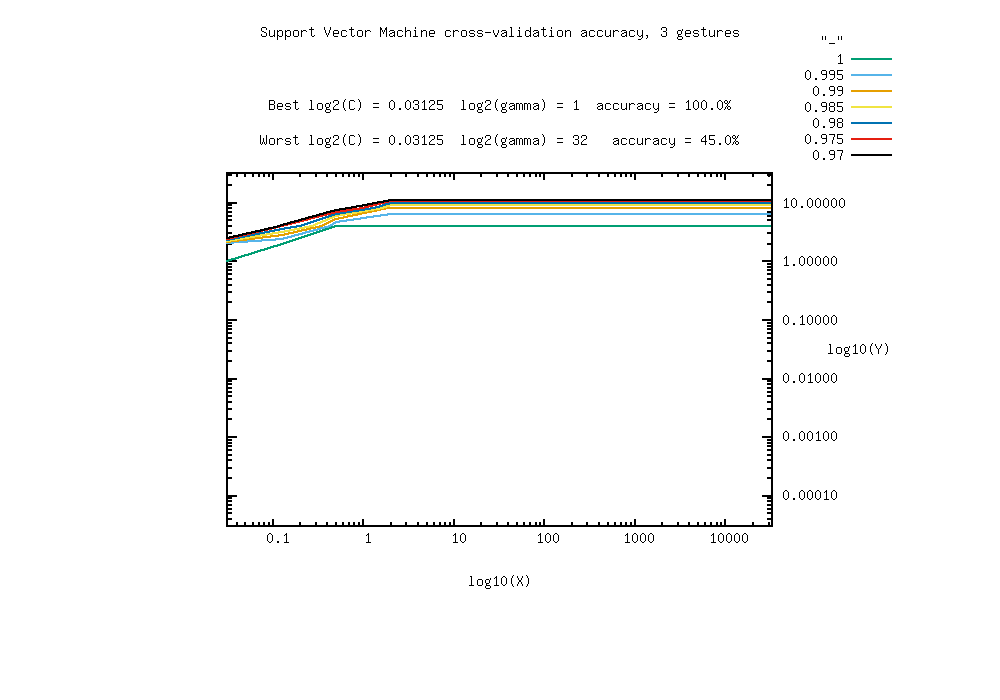 Support Vector Machine cross-validation accuracy, 3 gestures
Best log2(C) = 0.03125  log2(gamma) = 1  accuracy = 100.0%
Worst log2(C) = 0.03125  log2(gamma) = 32   accuracy = 45.0%
"_"
1
0.995
0.99
0.985
0.98
0.975
0.97
10.00000
1.00000
0.10000
log10(Y)
0.01000
0.00100
0.00010
0.1 1 10 100 1000 10000
log10(X)